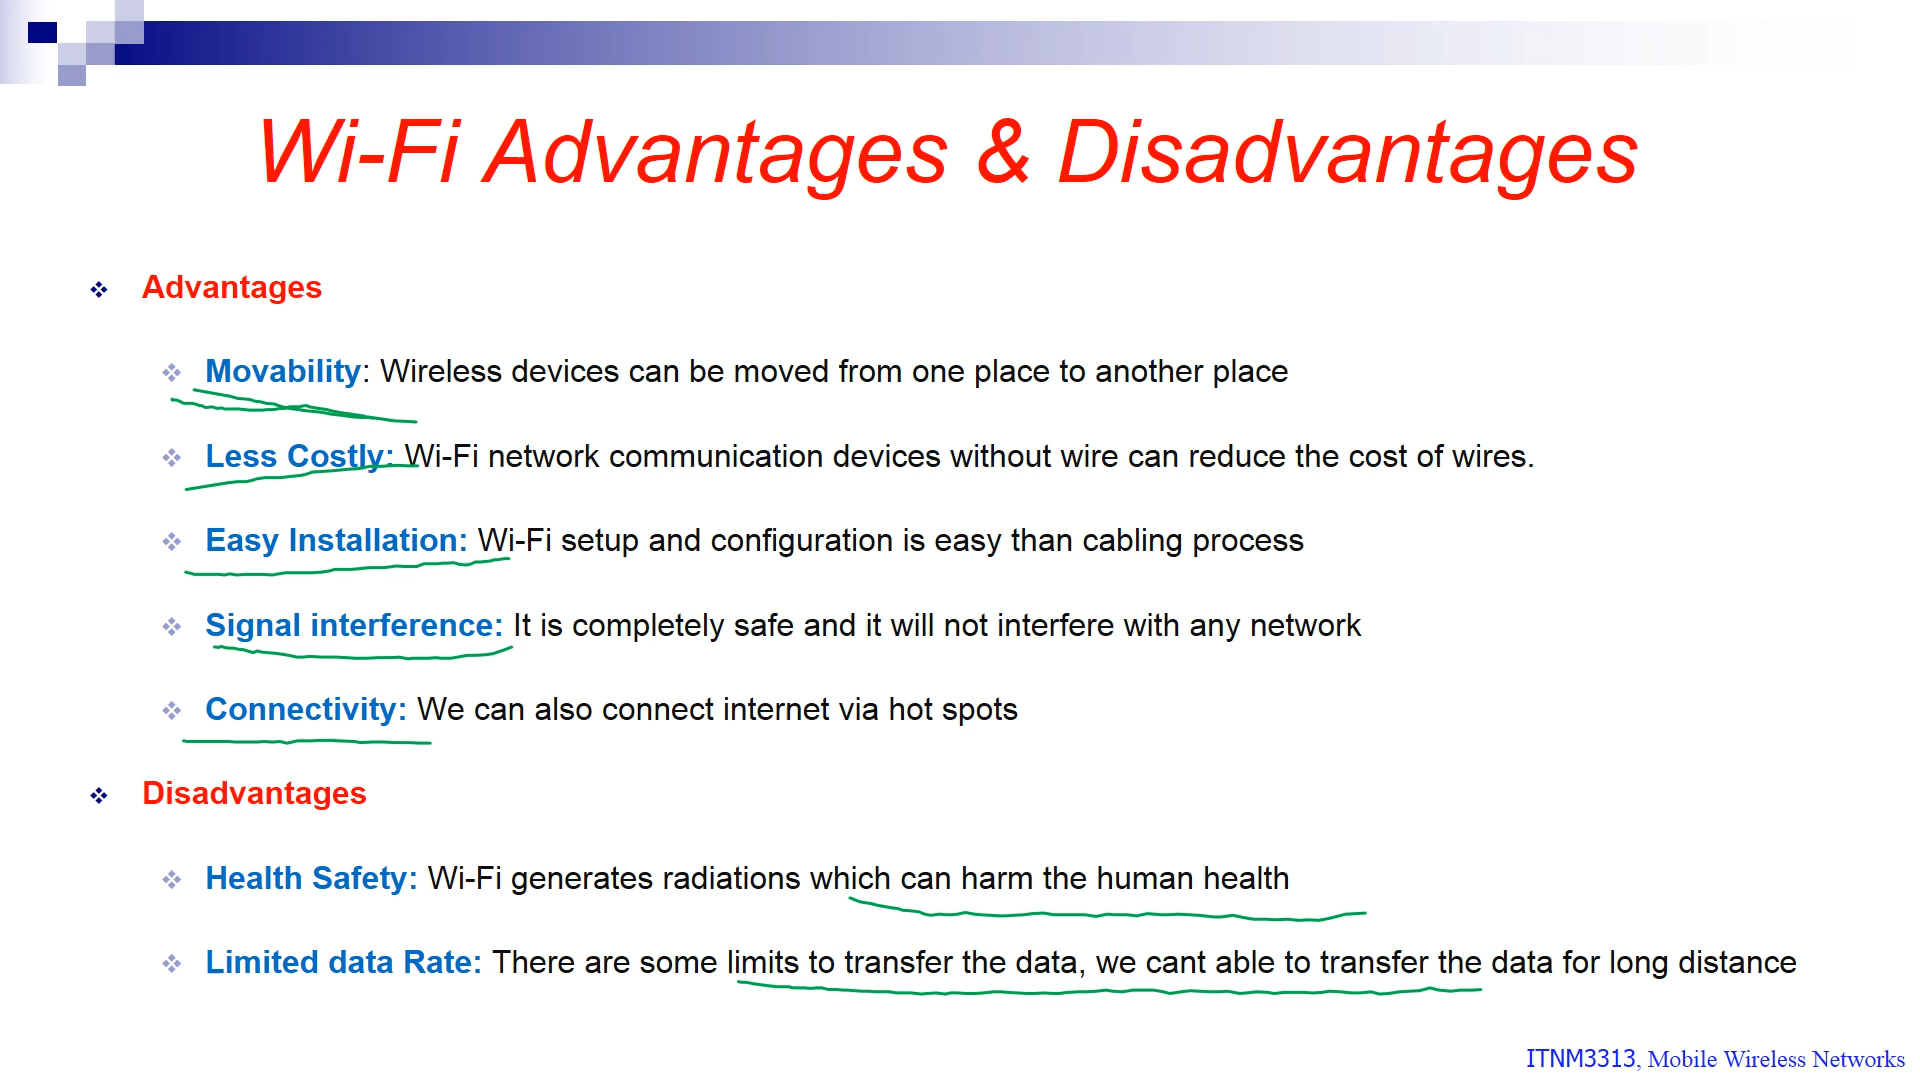 Wi-Fi Advantages & Disadvantages
Advantages
Movability: Wireless devices can be moved from one place to another place
Less Costly: Wi-Fi network communication devices without wire can reduce the cost of wires.
Easy Installation: Wi-Fi setup and configuration is easy than cabling process
Signal interference: It is completely safe and it will not interfere with any network
Connectivity: We can also connect internet via hot spots
Disadvantages
Health Safety: Wi-Fi generates radiations which can harm the human health
Limited data Rate: There are some limits to transfer the data, we cant able to transfer the data for long distance
ITNM3313, Mobile Wireless Networks